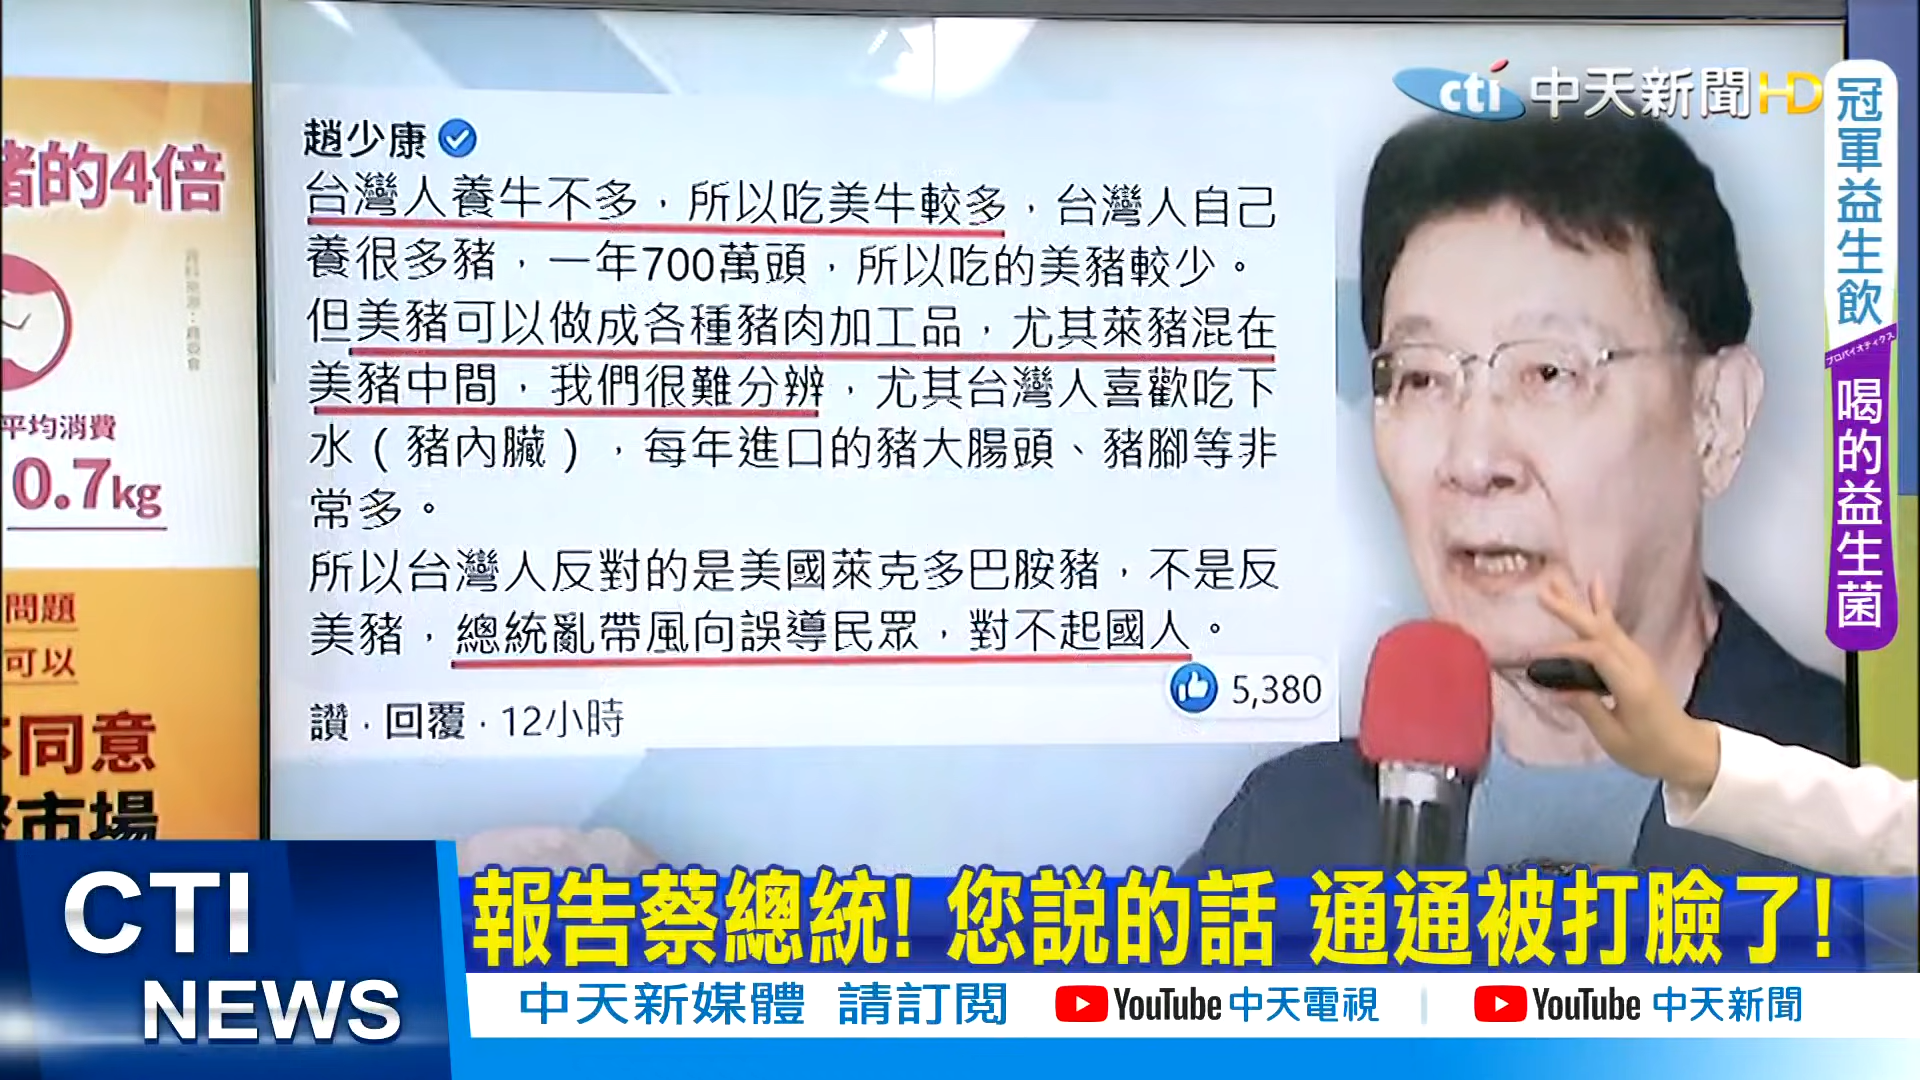 豬的4倍
平均消費
0.7kg
問題
可以
不同意
市場
趙少康
台灣人養牛不多，所以吃美牛較多，台灣人自己
養很多豬，一年700萬頭，所以吃的美豬較少。
但美豬可以做成各種豬肉加工品，尤其萊豬混在
美豬中間，我們很難分辨，尤其台灣人喜歡吃下
水（豬內臟），每年進口的豬大腸頭、豬腳等非
常多。
所以台灣人反對的是美國萊克多巴胺豬，不是反
美豬，總統亂帶風向誤導民眾，對不起國人。
5,380
讚．回覆．12小時
cti 中天新聞HD
冠軍益生飲
プロバイオティクス
喝的益生菌
CTI
NEWS
報告蔡總統! 您說的話 通通被打臉了!
中天新媒體 請訂閱 YouTube 中天電視 | YouTube 中天新聞